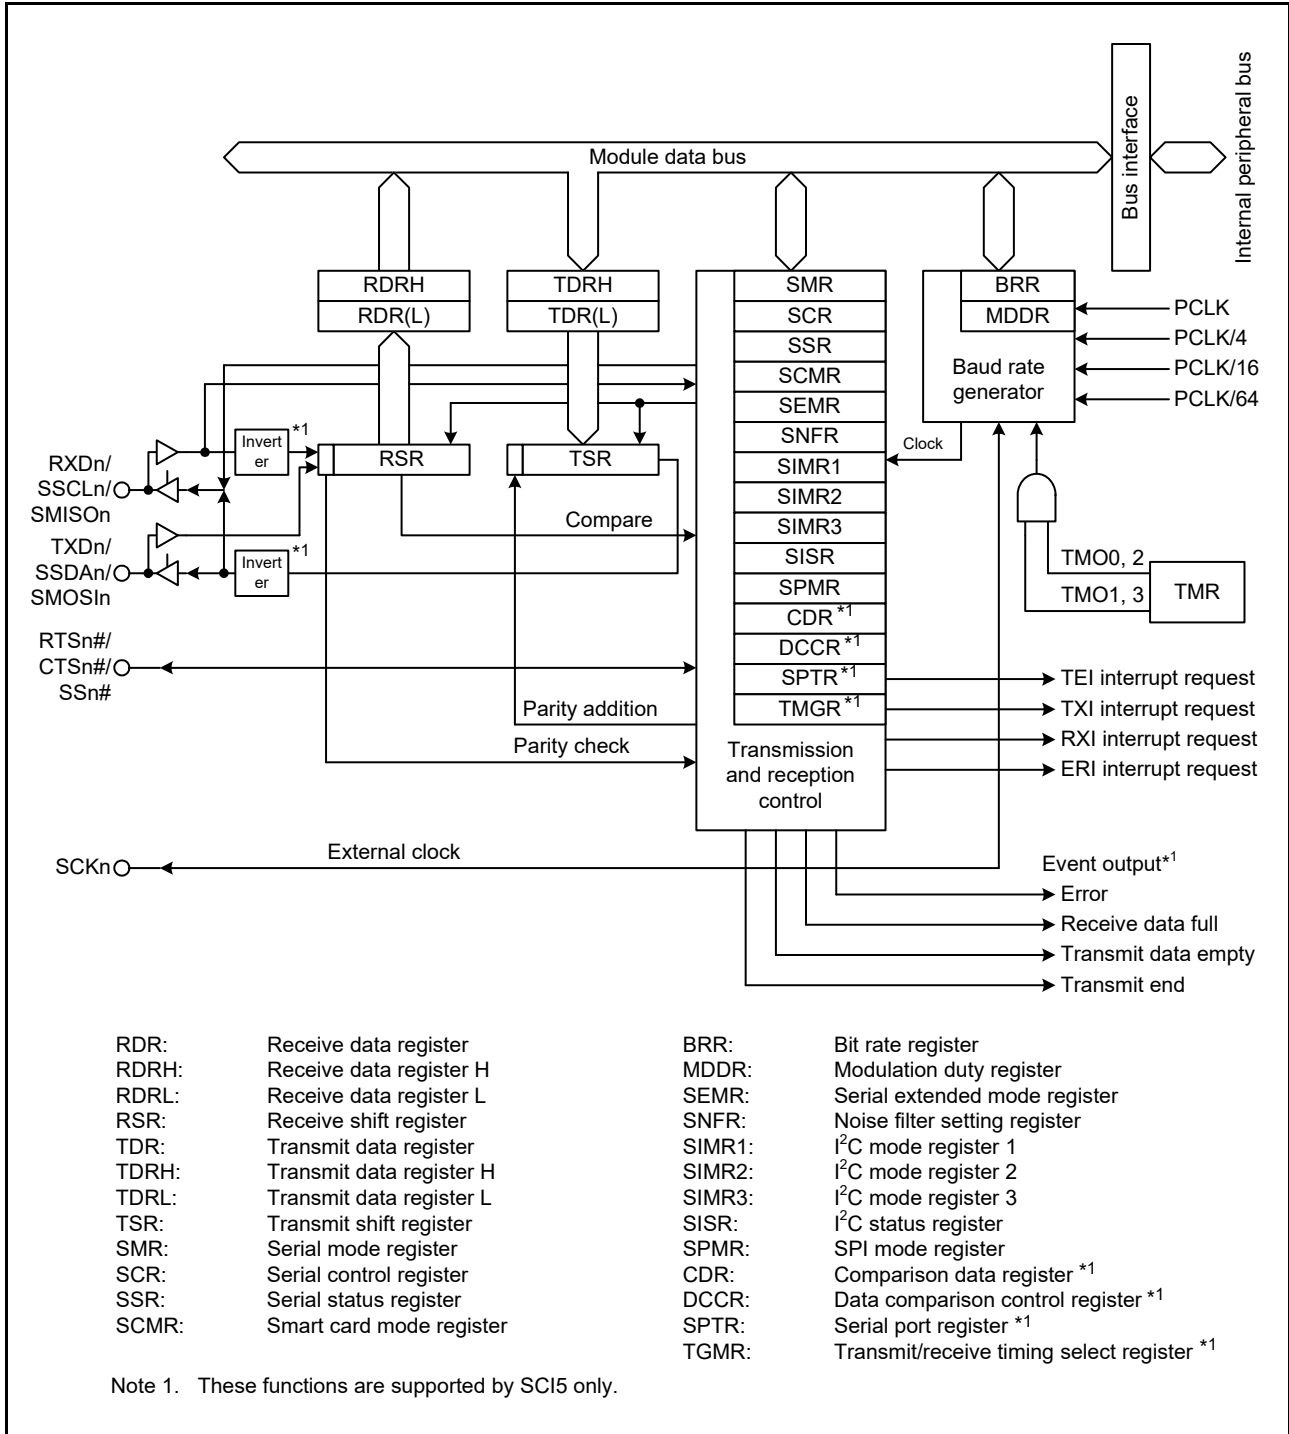 Module data bus
Bus interface
Internal peripheral bus
RDRH
RDR(L)
TDRH
TDR(L)
SMR
SCR
SSR
SCMR
SEMR
SNFR
SIMR1
SIMR2
SIMR3
SISR
SPMR
CDR *1
DCCR *1
SPTR *1
TMGR *1
Transmission
and reception
control
BRR
MDDR
Baud rate
generator
PCLK
PCLK/4
PCLK/16
PCLK/64
Clock
RXDn/
SSCLn/
SMISOn
Invert
er
*1
RSR
TSR
Compare
TXDn/
SSDAn/
SMOSIn
Invert
er
*1
TMO0, 2
TMO1, 3
TMR
RTSn#/
CTSn#/
SSn#
Parity addition
Parity check
TEI interrupt request
TXI interrupt request
RXI interrupt request
ERI interrupt request
SCKn
External clock
Event output*1
Error
Receive data full
Transmit data empty
Transmit end
RDR: Receive data register
RDRH: Receive data register H
RDRL: Receive data register L
RSR: Receive shift register
TDR: Transmit data register
TDRH: Transmit data register H
TDRL: Transmit data register L
TSR: Transmit shift register
SMR: Serial mode register
SCR: Serial control register
SSR: Serial status register
SCMR: Smart card mode register
BRR: Bit rate register
MDDR: Modulation duty register
SEMR: Serial extended mode register
SNFR: Noise filter setting register
SIMR1: I2C mode register 1
SIMR2: I2C mode register 2
SIMR3: I2C mode register 3
SISR: I2C status register
SPMR: SPI mode register
CDR: Comparison data register *1
DCCR: Data comparison control register *1
SPTR: Serial port register *1
TGMR: Transmit/receive timing select register *1
Note 1. These functions are supported by SCI5 only.